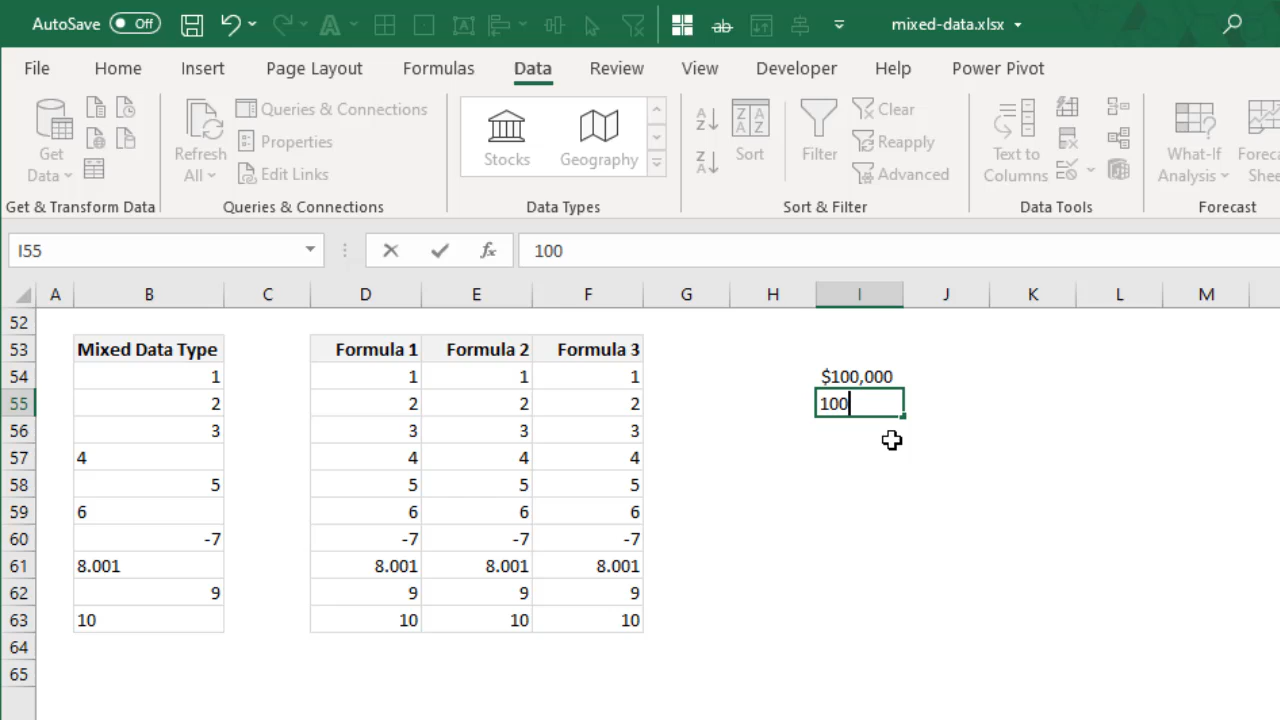 AutoSave Off
mixed-data.xlsx
File Home Insert Page Layout Formulas Data Review View Developer Help Power Pivot
Get Data
Refresh All
Queries & Connections
Properties
Edit Links
Stocks
Geography
Sort
Filter
Clear
Reapply
Advanced
Text to Columns
What-If Analysis
Get & Transform Data
Queries & Connections
Data Types
Sort & Filter
Data Tools
Forecast
I55
fx
100
A B C D E F G H I J K L M
52
53 Mixed Data Type Formula 1 Formula 2 Formula 3
54 1 1 1 1 $100,000
55 2 2 2 2 100
56 3 3 3 3
57 4 4 4 4
58 5 5 5 5
59 6 6 6 6
60 -7 -7 -7 -7
61 8.001 8.001 8.001 8.001
62 9 9 9 9
63 10 10 10 10
64
65